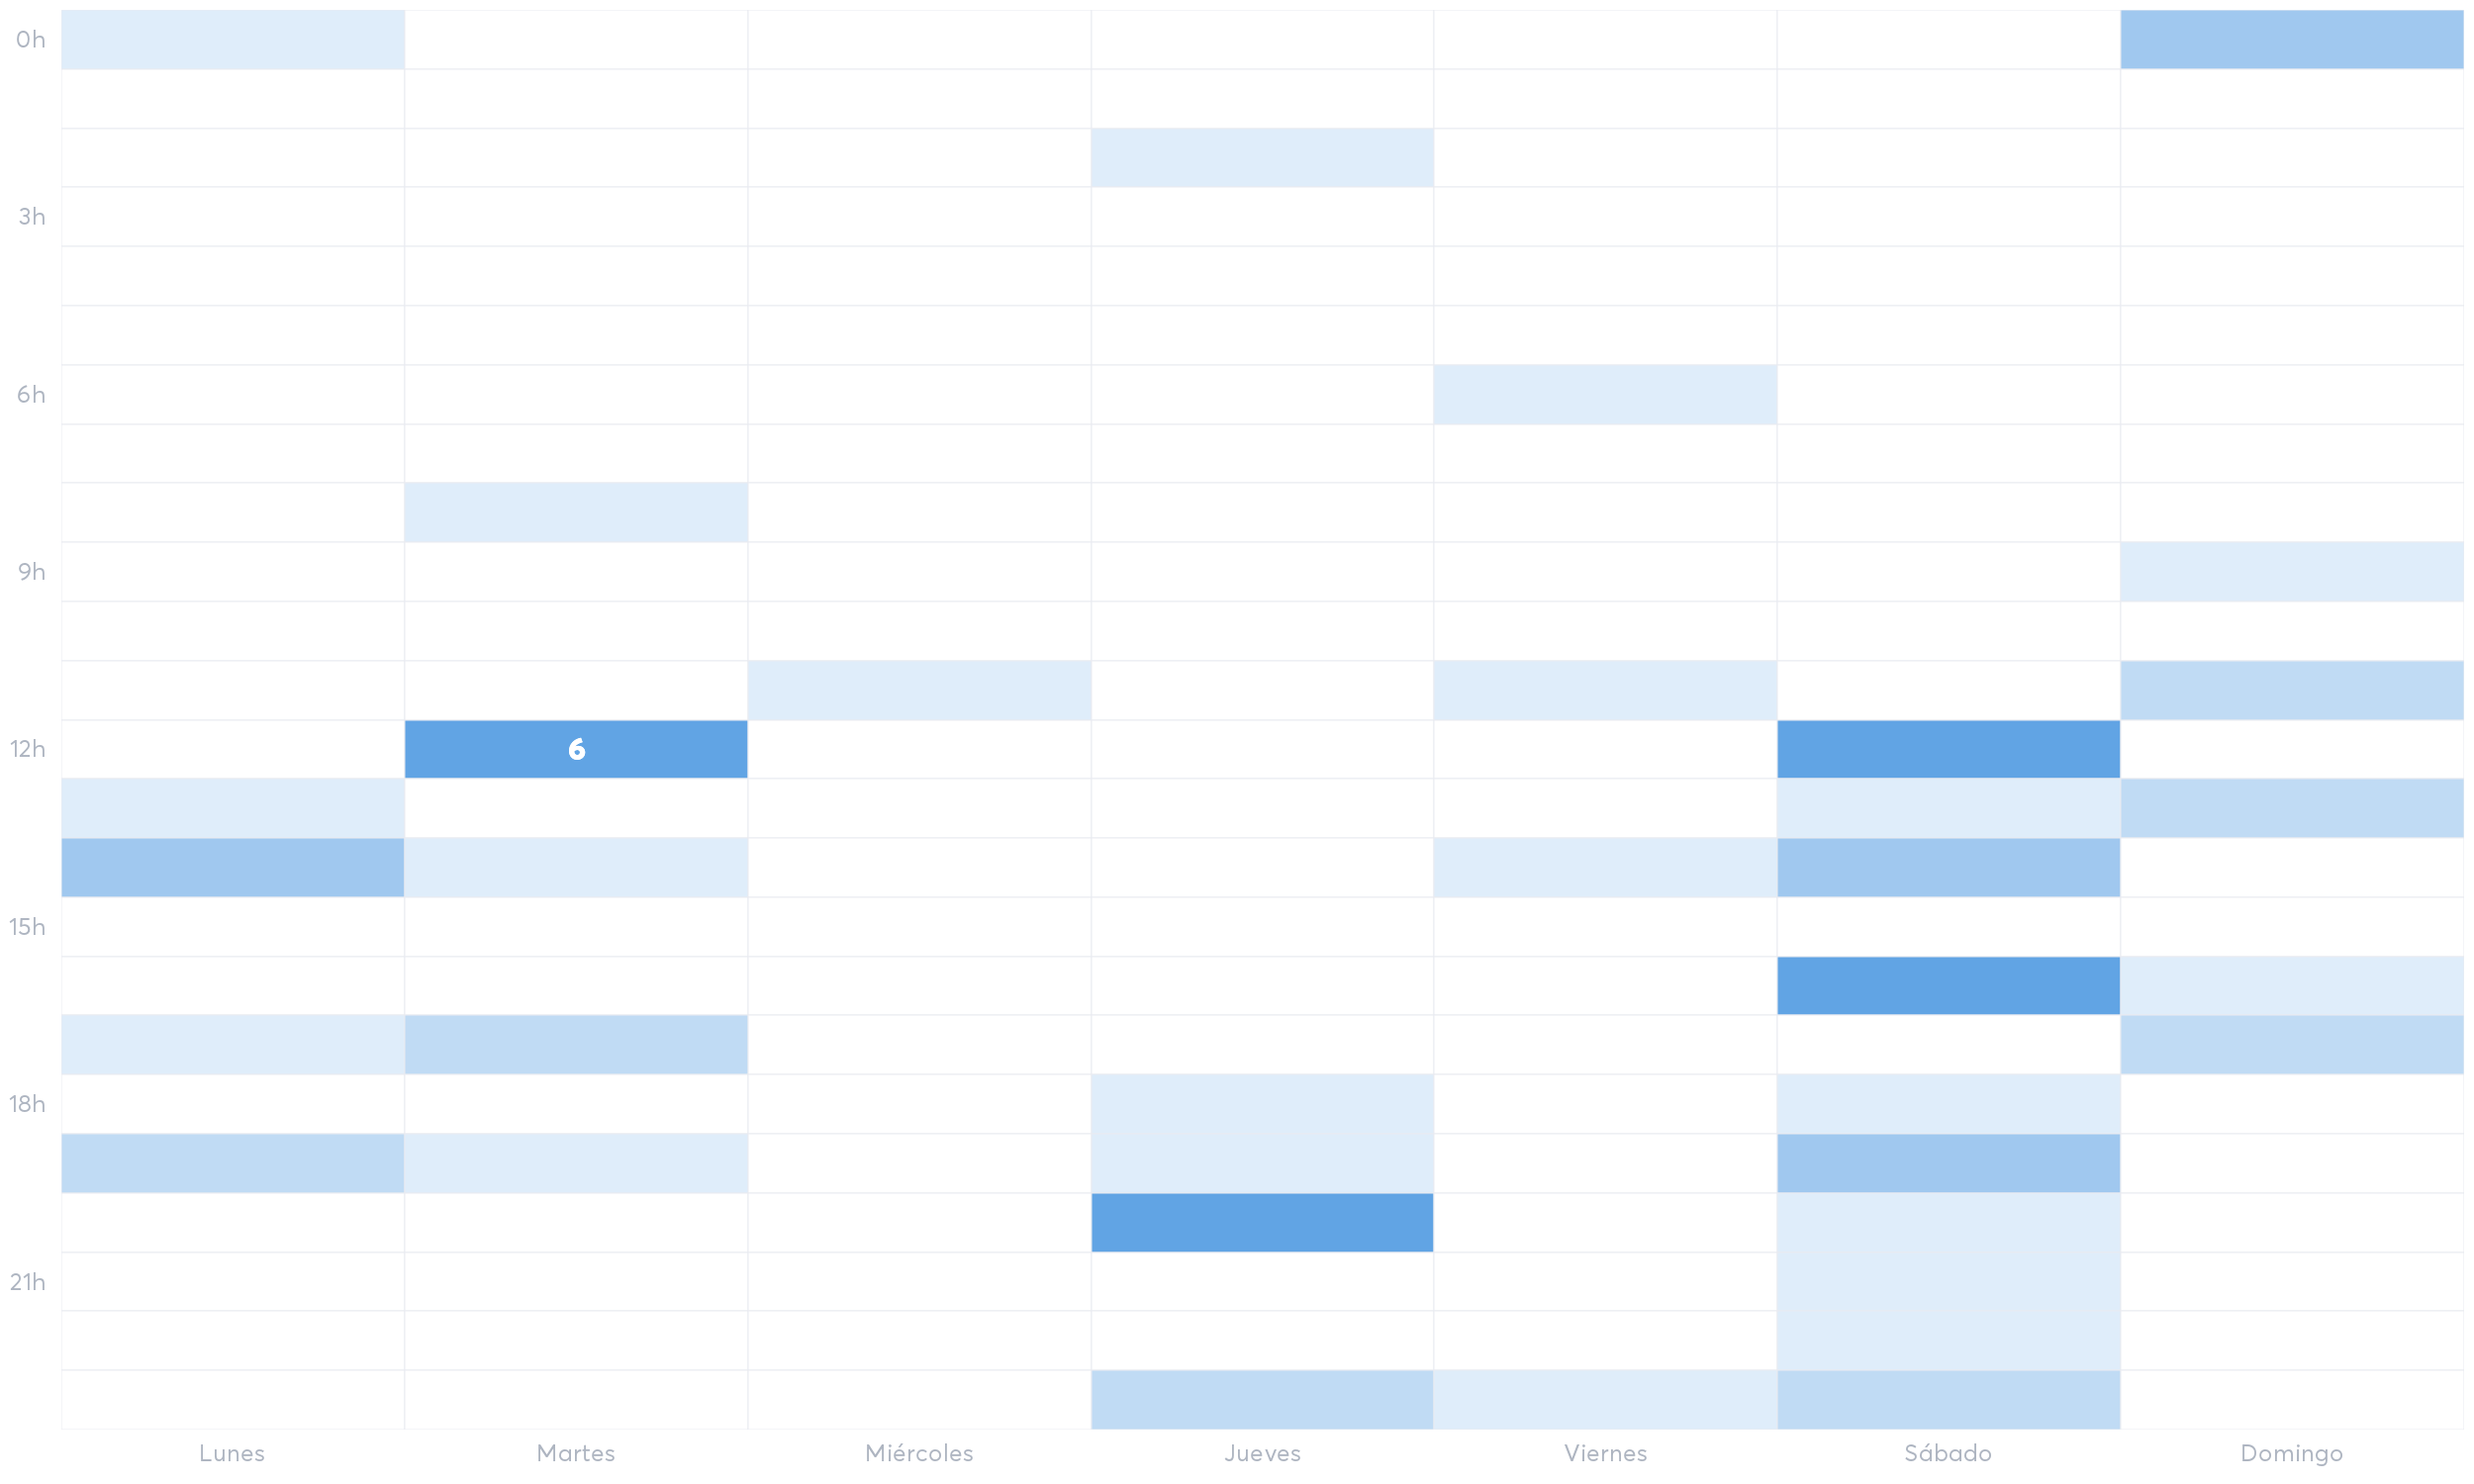 0h
3h
6h
9h
12h
6
15h
18h
21h
Lunes Martes Miércoles Jueves Viernes Sábado Domingo